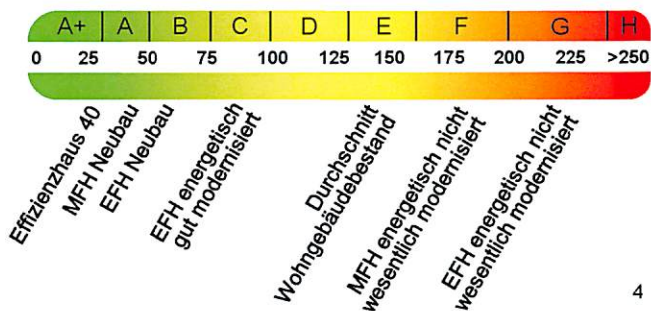 A+ A B C D E F G H
0 25 50 75 100 125 150 175 200 225 >250
Effizienzhaus 40
MFH Neubau
EFH Neubau
EFH energetisch
gut modernisiert
Durchschnitt
Wohngebäudebestand
MFH energetisch nicht
wesentlich modernisiert
EFH energetisch nicht
wesentlich modernisiert
4